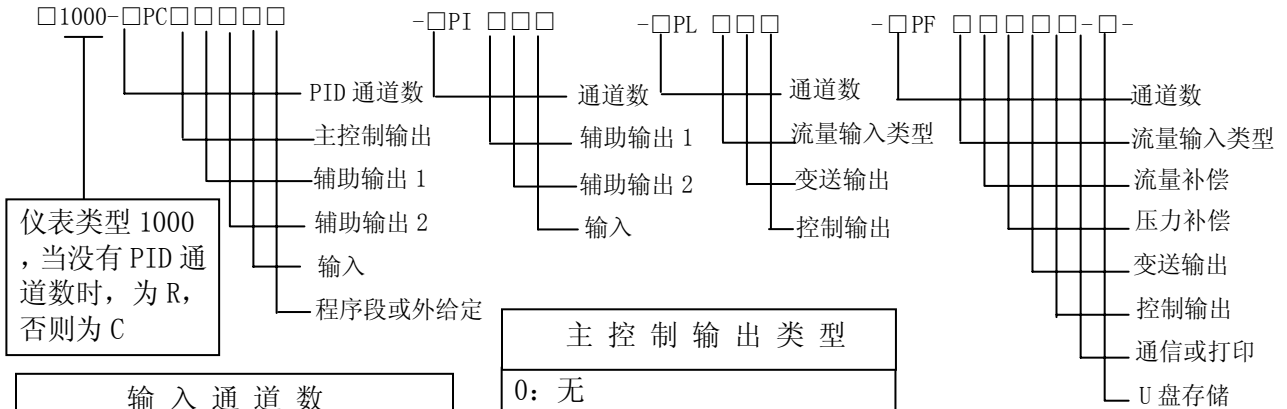 □1000-□PC□□□□□
-□PI □□□
-□PL □□□
-□PF □□□□□-□-
PID 通道数
主控制输出
辅助输出 1
辅助输出 2
输入
程序段或外给定
通道数
辅助输出 1
辅助输出 2
输入
通道数
流量输入类型
变送输出
控制输出
通道数
流量输入类型
流量补偿
压力补偿
变送输出
控制输出
通信或打印
U 盘存储
仪表类型 1000
,当没有 PID 通
道数时，为 R，
否则为 C
输 入 通 道 数
主 控 制 输 出 类 型
0：无